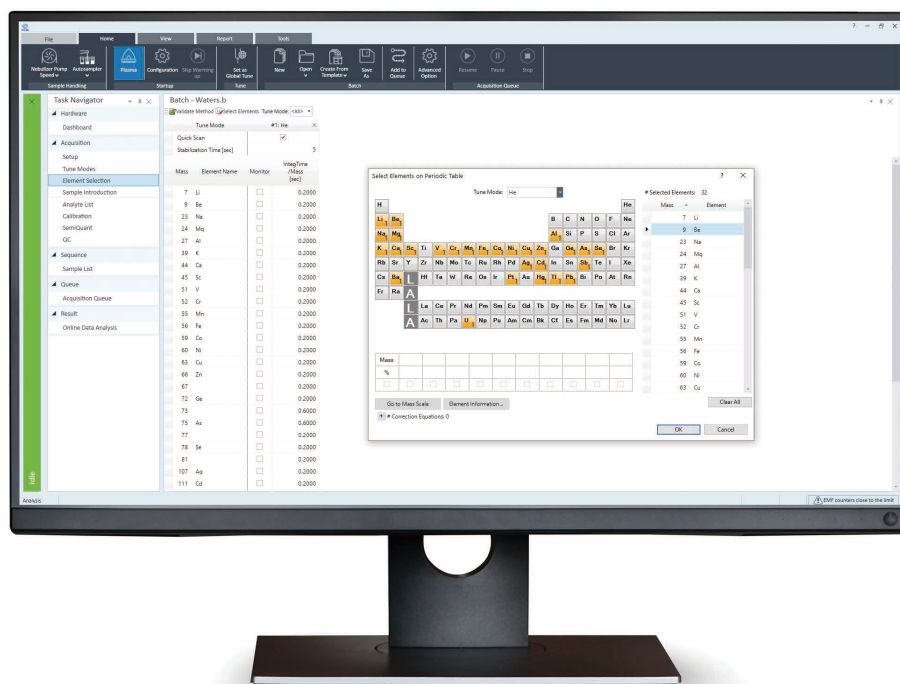 File Home View Report Tools
Nebulizer Pump Speed Autosampler Plasma Configuration Skip Warming up Set as Global Tune New Open Create From Template Save As Add to Queue Advanced Option Resume Pause Stop
Sample Handling Startup Tune Batch Acquisition Queue
Task Navigator
Hardware
Dashboard
Acquisition
Setup
Tune Modes
Element Selection
Sample Introduction
Analyte List
Calibration
SemiQuant
QC
Sequence
Sample List
Queue
Acquisition Queue
Result
Online Data Analysis
Idle
Batch - Waters.b
Validate Method Select Elements Tune Mode: <All>
Tune Mode #1: He
Quick Scan
Stabilization Time [sec] 5
Mass Element Name Monitor IntegTime /Mass [sec]
7 Li 0.2000
9 Be 0.2000
23 Na 0.2000
24 Mg 0.2000
27 Al 0.2000
39 K 0.2000
44 Ca 0.2000
45 Sc 0.2000
51 V 0.2000
52 Cr 0.2000
55 Mn 0.2000
56 Fe 0.2000
59 Co 0.2000
60 Ni 0.2000
63 Cu 0.2000
66 Zn 0.2000
67 0.2000
72 Ge 0.2000
73 0.6000
75 As 0.6000
77 0.2000
78 Se 0.2000
81 0.2000
107 Ag 0.2000
111 Cd 0.2000
Select Elements on Periodic Table ?
Tune Mode: He
H He
Li Be B C N O F Ne
Na Mg Al Si P S Cl Ar
K Ca Sc Ti V Cr Mn Fe Co Ni Cu Zn Ga Ge As Se Br Kr
Rb Sr Y Zr Nb Mo Tc Ru Rh Pd Ag Cd In Sn Sb Te I Xe
Cs Ba L Hf Ta W Re Os Ir Pt Au Hg Tl Pb Bi Po At Rn
Fr Ra A
L La Ce Pr Nd Pm Sm Eu Gd Tb Dy Ho Er Tm Yb Lu
A Ac Th Pa U Np Pu Am Cm Bk Cf Es Fm Md No Lr
Mass
%
Go to Mass Scale Element Information...
# Correction Equations: 0
# Selected Elements: 32
Mass Element
7 Li
9 Be
23 Na
24 Mg
27 Al
39 K
44 Ca
45 Sc
51 V
52 Cr
55 Mn
56 Fe
59 Co
60 Ni
63 Cu
Clear All
OK Cancel
Analysis
EMF counters close to the limit